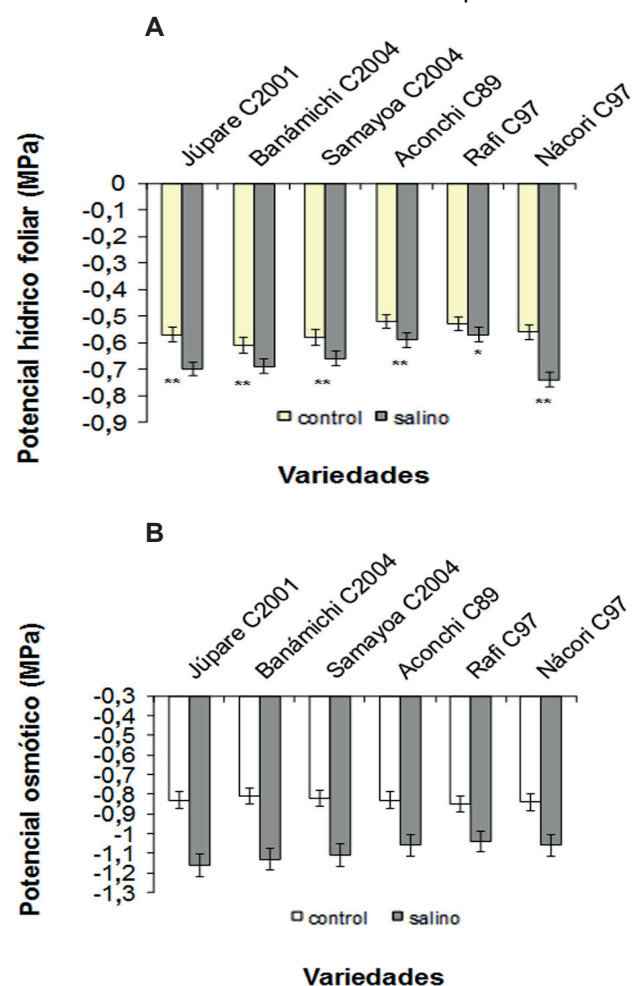 A
Júpare C2001
Banámichi C2004
Samayoa C2004
Aconchi C89
Rafi C97
Nácori C97
Potencial hídrico foliar (MPa)
0
-0,1
-0,2
-0,3
-0,4
-0,5
-0,6
-0,7
-0,8
-0,9
**
**
**
**
*
**
control
salino
Variedades
B
Júpare C2001
Banámichi C2004
Samayoa C2004
Aconchi C89
Rafi C97
Nácori C97
Potencial osmótico (MPa)
-0,3
-0,4
-0,5
-0,6
-0,7
-0,8
-0,9
-1
-1,1
-1,2
-1,3
control
salino
Variedades